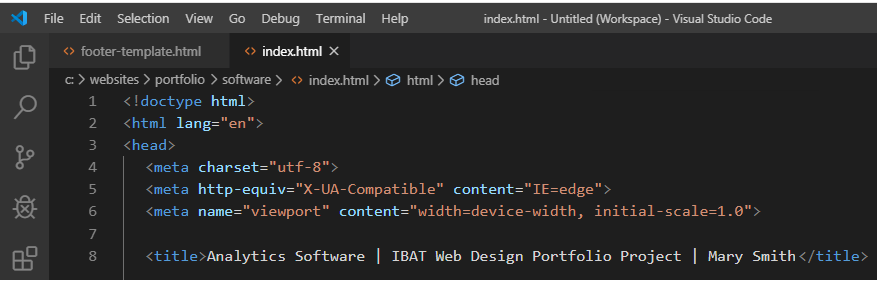 File Edit Selection View Go Debug Terminal Help index.html - Untitled (Workspace) - Visual Studio Code
footer-template.html index.html
c: websites portfolio software index.html html head
1 <!doctype html>
2 <html lang="en">
3 <head>
4 <meta charset="utf-8">
5 <meta http-equiv="X-UA-Compatible" content="IE=edge">
6 <meta name="viewport" content="width=device-width, initial-scale=1.0">
7
8 <title>Analytics Software | IBAT Web Design Portfolio Project | Mary Smith</title>